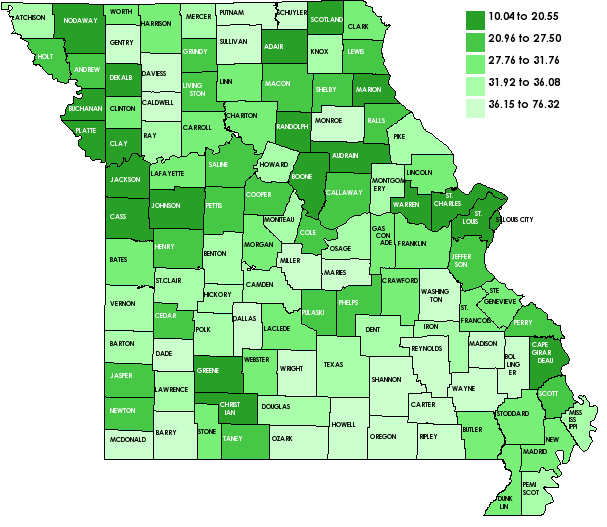 10.04 to 20.55
20.96 to 27.50
27.76 to 31.76
31.92 to 36.08
36.15 to 76.32
ATCHISON
NODAWAY
WORTH
HARRISON
MERCER
PUTNAM
SCHUYLER
SCOTLAND
CLARK
HOLT
ANDREW
GENTRY
GRUNDY
SULLIVAN
ADAIR
KNOX
LEWIS
DEKALB
DAVIESS
LIVING
STON
LINN
MACON
SHELBY
MARION
BUCHANAN
CLINTON
CALDWELL
CHARITON
RALLS
PLATTE
CLAY
RAY
CARROLL
RANDOLPH
MONROE
PIKE
JACKSON
LAFAYETTE
SALINE
HOWARD
BOONE
AUDRAIN
MONTGOM
ERY
LINCOLN
CASS
JOHNSON
PETTIS
COOPER
CALLAWAY
WARREN
ST.
CHARLES
ST.
LOUIS
ST.LOUIS CITY
MONITEAU
COLE
BATES
HENRY
BENTON
MORGAN
MILLER
OSAGE
GAS
CON
ADE
FRANKLIN
JEFFER
SON
MARIES
ST.CLAIR
HICKORY
CAMDEN
CRAWFORD
WASHING
TON
STE
GENEVIEVE
VERNON
CEDAR
POLK
DALLAS
LACLEDE
PULASKI
PHELPS
DENT
IRON
ST.
FRANCOIS
PERRY
BARTON
DADE
GREENE
WEBSTER
WRIGHT
TEXAS
REYNOLDS
MADISON
BOL
LING
ER
CAPE
GIRAR
DEAU
JASPER
LAWRENCE
CHRIST
IAN
DOUGLAS
SHANNON
WAYNE
SCOTT
NEWTON
CARTER
STODDARD
MISS
ISS
IPPI
MCDONALD
BARRY
STONE
TANEY
OZARK
HOWELL
OREGON
RIPLEY
BUTLER
NEW
MADRID
DUNK
LIN
PEMI
SCOT